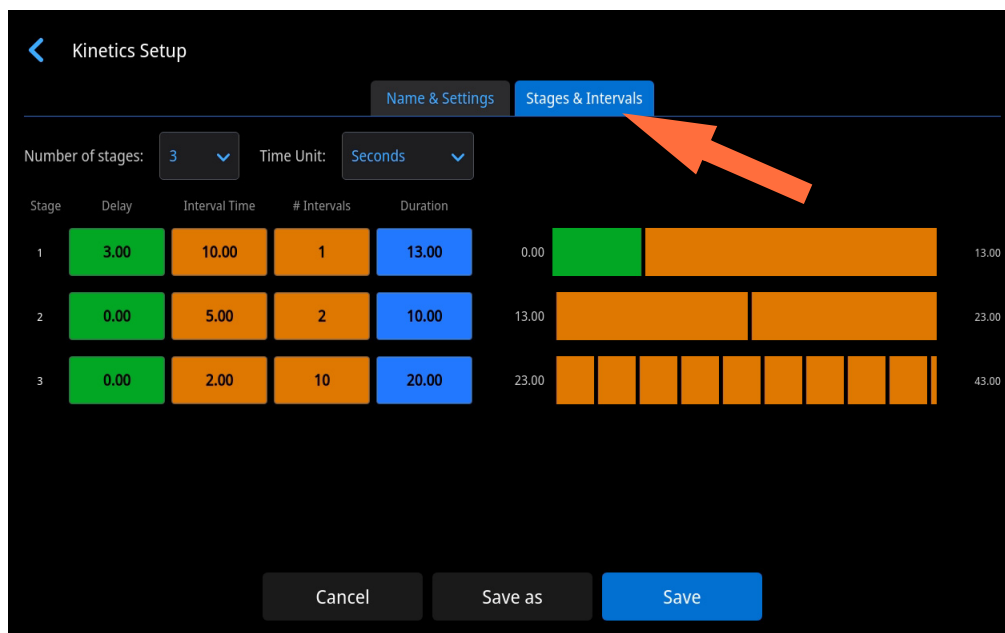 Kinetics Setup
Name & Settings Stages & Intervals
Number of stages: 3 Time Unit: Seconds
Stage Delay Interval Time # Intervals Duration
1 3.00 10.00 1 13.00 0.00 13.00
2 0.00 5.00 2 10.00 13.00 23.00
3 0.00 2.00 10 20.00 23.00 43.00
Cancel Save as Save